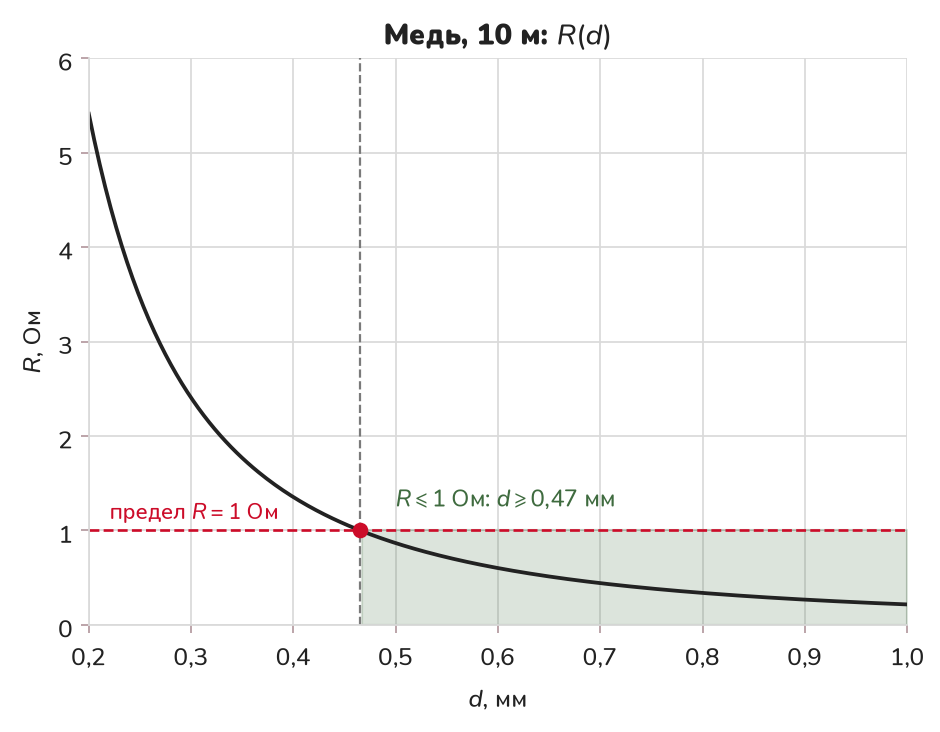 Медь, 10 м: R(d)
6
5
4
3
2
1
0
R, Ом
предел R = 1 Ом
R ⩽ 1 Ом: d ⩾ 0,47 мм
0,2 0,3 0,4 0,5 0,6 0,7 0,8 0,9 1,0
d, мм